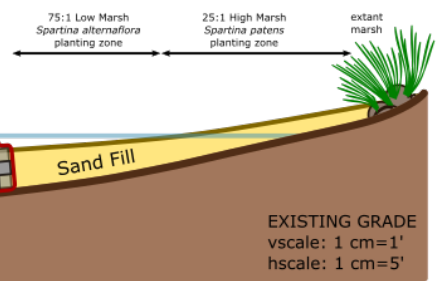 75:1 Low Marsh
Spartina alternaflora
planting zone
25:1 High Marsh
Spartina patens
planting zone
extant
marsh
Sand Fill
EXISTING GRADE
vscale: 1 cm=1'
hscale: 1 cm=5'